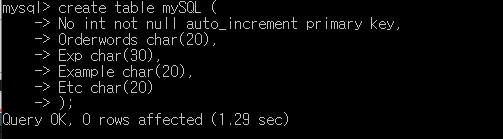 mysql> create table mySQL (
-> No int not null auto_increment primary key,
-> Orderwords char(20),
-> Exp char(30),
-> Example char(20),
-> Etc char(20)
-> );
Query OK, 0 rows affected (1.29 sec)